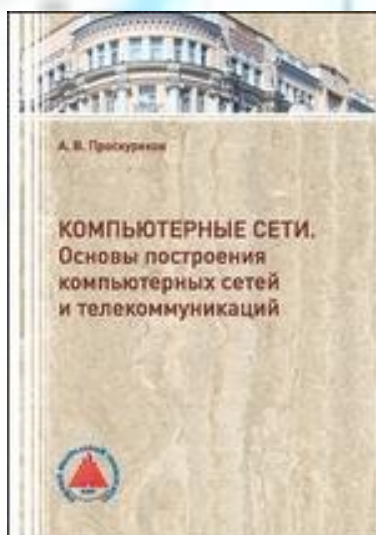 А. В. Проскуряков
КОМПЬЮТЕРНЫЕ СЕТИ.
Основы построения
компьютерных сетей
и телекоммуникаций